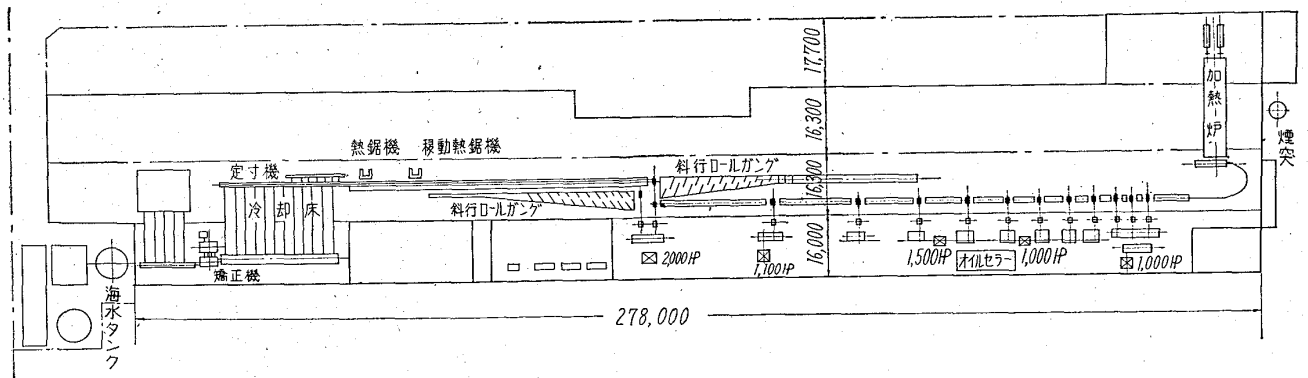 17,700
加熱炉
16,300
煙突
熱鋸機 移動熱鋸機
定寸機
斜行ロールガング
16,300
冷却床
斜行ロールガング
2,000HP
1,100HP
16,000
1,500HP
オイルセラー
1,000HP
1,000HP
矯正機
海水タンク
278,000